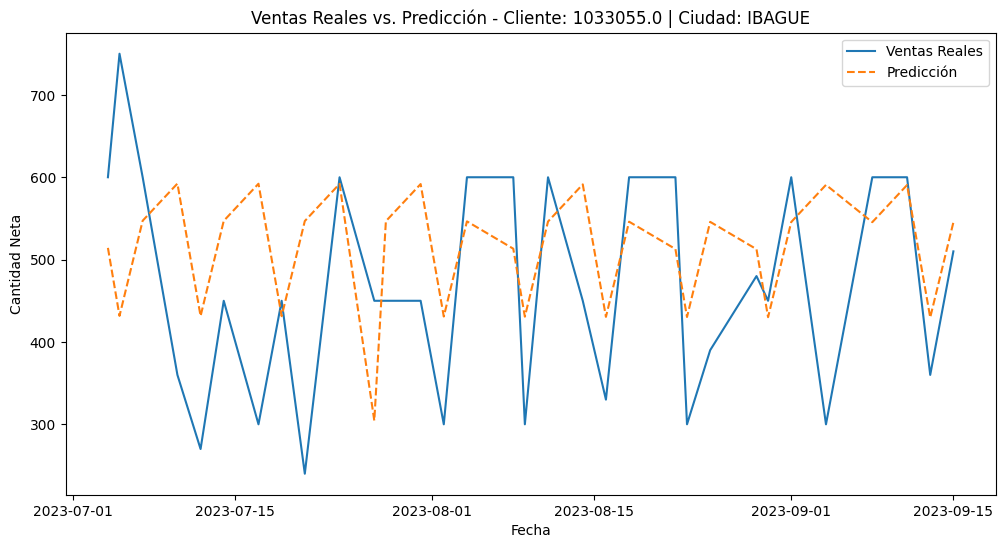 Ventas Reales vs. Predicción - Cliente: 1033055.0 | Ciudad: IBAGUE
Ventas Reales
Predicción
Cantidad Neta
700
600
500
400
300
2023-07-01
2023-07-15
2023-08-01
2023-08-15
2023-09-01
2023-09-15
Fecha